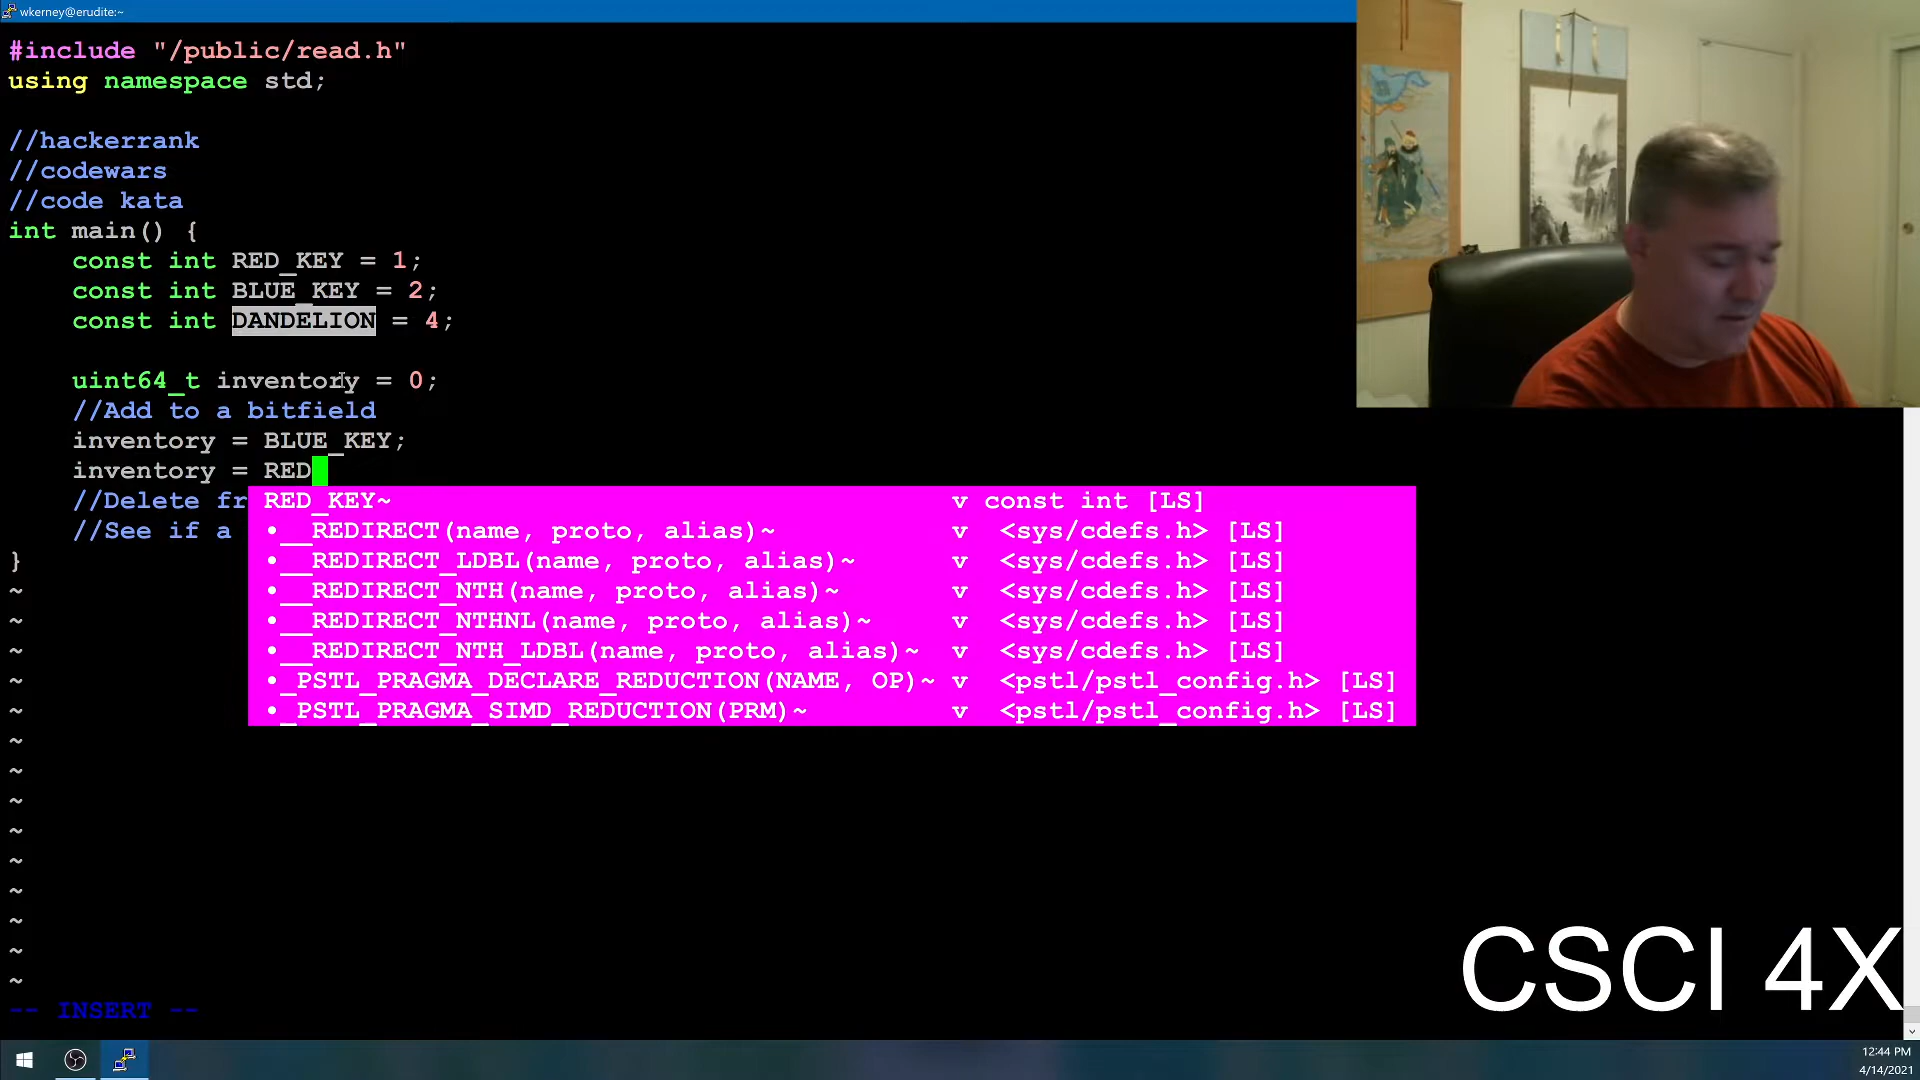 wkerney@erudite:~
#include "/public/read.h"
using namespace std;
//hackerrank
//codewars
//code kata
int main() {
const int RED_KEY = 1;
const int BLUE_KEY = 2;
const int DANDELION = 4;
uint64_t inventory = 0;
//Add to a bitfield
inventory = BLUE_KEY;
inventory = RED
//Delete fr RED_KEY~ v const int [LS]
//See if a •__REDIRECT(name, proto, alias)~ v <sys/cdefs.h> [LS]
} •__REDIRECT_LDBL(name, proto, alias)~ v <sys/cdefs.h> [LS]
~ •__REDIRECT_NTH(name, proto, alias)~ v <sys/cdefs.h> [LS]
~ •__REDIRECT_NTHNL(name, proto, alias)~ v <sys/cdefs.h> [LS]
~ •__REDIRECT_NTH_LDBL(name, proto, alias)~ v <sys/cdefs.h> [LS]
~ •_PSTL_PRAGMA_DECLARE_REDUCTION(NAME, OP)~ v <pstl/pstl_config.h> [LS]
~ •_PSTL_PRAGMA_SIMD_REDUCTION(PRM)~ v <pstl/pstl_config.h> [LS]
~
~
~
~
~
~
~
~
~
-- INSERT --
CSCI 4X
12:44 PM
4/14/2021